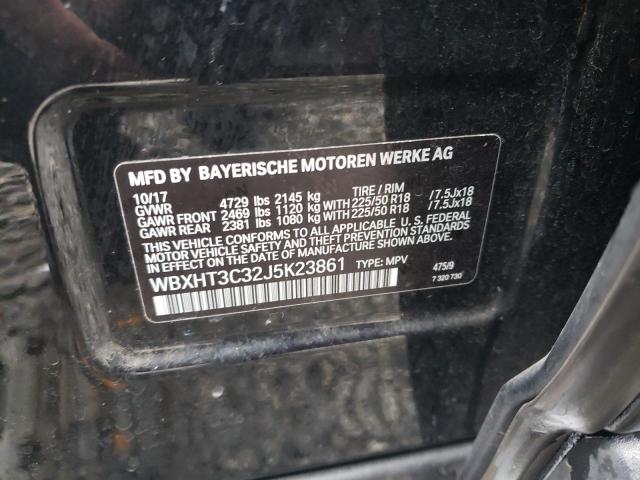 MFD BY BAYERISCHE MOTOREN WERKE AG
10/17 TIRE / RIM
GVWR 4729 lbs 2145 kg
GAWR FRONT 2469 lbs 1120 kg WITH 225/50 R18 /7.5Jx18
GAWR REAR 2381 lbs 1080 kg WITH 225/50 R18 /7.5Jx18
THIS VEHICLE CONFORMS TO ALL APPLICABLE U. S. FEDERAL
MOTOR VEHICLE SAFETY AND THEFT PREVENTION STANDARDS
IN EFFECT ON THE DATE OF MANUFACTURE SHOWN ABOVE.
WBXHT3C32J5K23861 TYPE: MPV 475/9
7 320 730